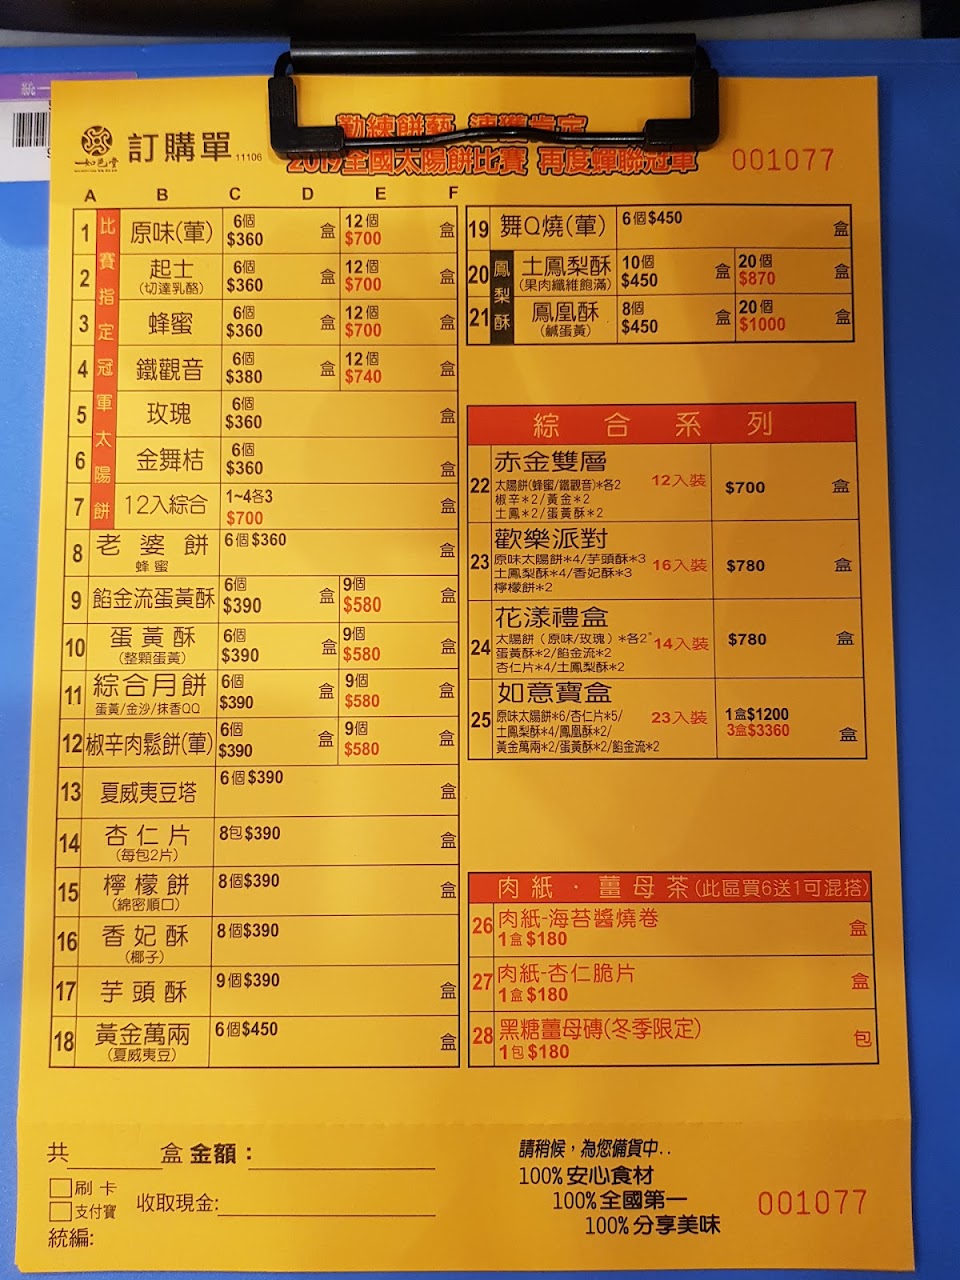 統一
如邑堂
訂購單 11106
勤練餅藝 連獲肯定
2019全國太陽餅比賽 再度蟬聯冠軍
001077
A B C D E F
比賽指定冠軍太陽餅
1 原味(葷) 6個 $360 盒 12個 $700 盒
2 起士 (切達乳酪) 6個 $360 盒 12個 $700 盒
3 蜂蜜 6個 $360 盒 12個 $700 盒
4 鐵觀音 6個 $380 盒 12個 $740 盒
5 玫瑰 6個 $360 盒
6 金舞桔 6個 $360 盒
7 12入綜合 1~4各3 $700 盒
8 老婆餅 蜂蜜 6個 $360 盒
9 餡金流蛋黃酥 6個 $390 盒 9個 $580 盒
10 蛋黃酥 (整顆蛋黃) 6個 $390 盒 9個 $580 盒
11 綜合月餅 蛋黃/金沙/抹香QQ 6個 $390 盒 9個 $580 盒
12 椒辛肉鬆餅(葷) 6個 $390 盒 9個 $580 盒
13 夏威夷豆塔 6個 $390 盒
14 杏仁片 (每包2片) 8包 $390 盒
15 檸檬餅 (綿密順口) 8個 $390 盒
16 香妃酥 (椰子) 8個 $390 盒
17 芋頭酥 9個 $390 盒
18 黃金萬兩 (夏威夷豆) 6個 $450 盒
19 舞Q燒(葷) 6個 $450 盒
鳳梨酥
20 土鳳梨酥 (果肉纖維飽滿) 10個 $450 盒 20個 $870 盒
21 鳳凰酥 (鹹蛋黃) 8個 $450 盒 20個 $1000 盒
綜合系列
22 赤金雙層
太陽餅(蜂蜜/鐵觀音)*各2
椒辛*2/黃金*2
土鳳*2/蛋黃酥*2
12入裝 $700 盒
23 歡樂派對
原味太陽餅*4/芋頭酥*3
土鳳梨酥*4/香妃酥*3
檸檬餅*2
16入裝 $780 盒
24 花漾禮盒
太陽餅(原味/玫瑰)*各2
蛋黃酥*2/餡金流*2
杏仁片*4/土鳳梨酥*2
14入裝 $780 盒
25 如意寶盒
原味太陽餅*6/杏仁片*5/
土鳳梨酥*4/鳳凰酥*2/
黃金萬兩*2/蛋黃酥*2/餡金流*2
23入裝 1盒$1200 3盒$3360 盒
肉紙．薑母茶(此區買6送1可混搭)
26 肉紙-海苔醬燒卷 1盒 $180 盒
27 肉紙-杏仁脆片 1盒 $180 盒
28 黑糖薑母磚(冬季限定) 1包 $180 包
共 盒 金額：
刷卡
支付寶
收取現金:
統編:
請稍候，為您備貨中..
100%安心食材
100%全國第一
100%分享美味
001077